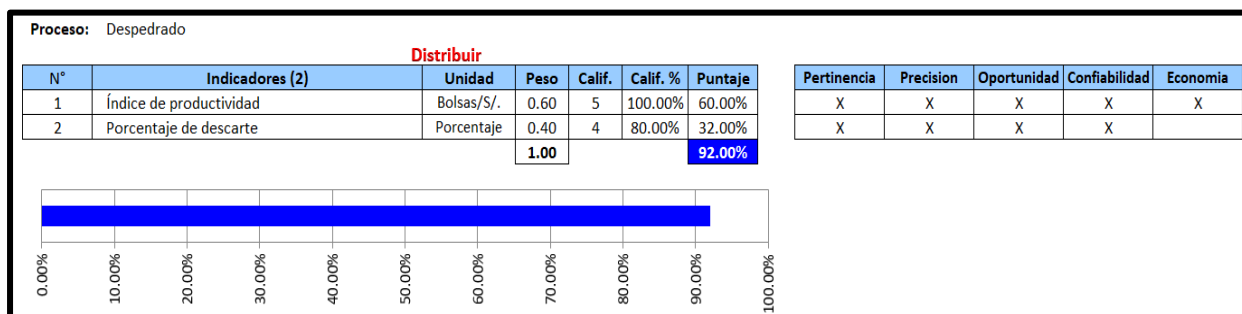 Proceso: Despedrado
Distribuir
N° Indicadores (2) Unidad Peso Calif. Calif. % Puntaje Pertinencia Precision Oportunidad Confiabilidad Economia
1 Índice de productividad Bolsas/S/. 0.60 5 100.00% 60.00% X X X X X
2 Porcentaje de descarte Porcentaje 0.40 4 80.00% 32.00% X X X X
1.00 92.00%
0.00% 10.00% 20.00% 30.00% 40.00% 50.00% 60.00% 70.00% 80.00% 90.00% 100.00%